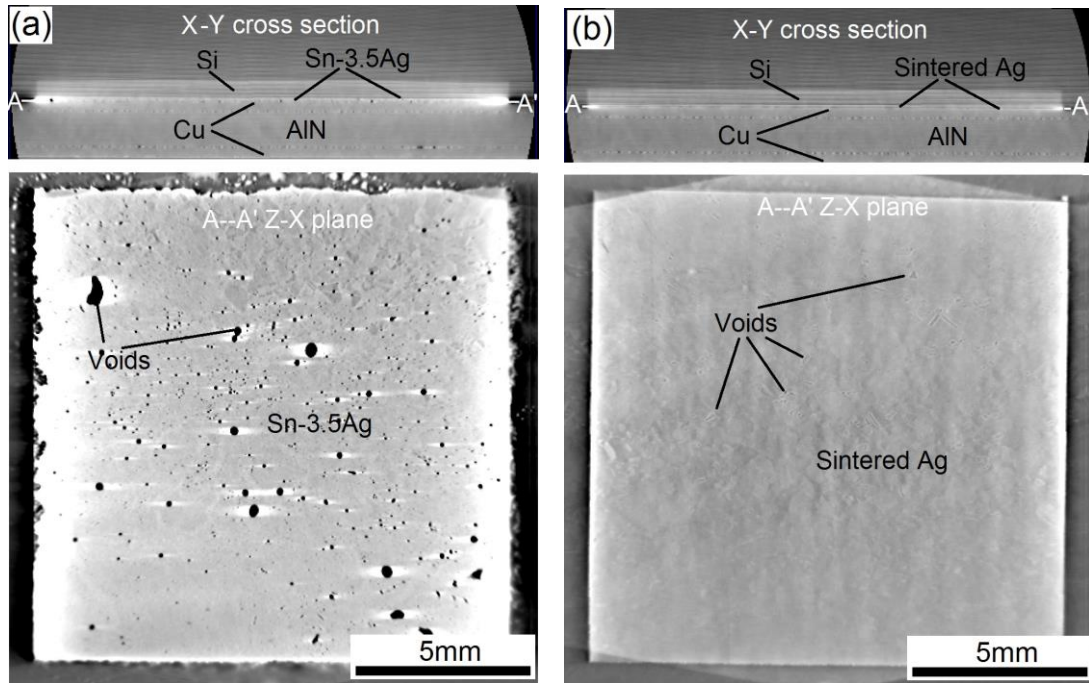 (a)
X-Y cross section
Si
Sn-3.5Ag
A
A'
Cu
AlN
A--A' Z-X plane
Voids
Sn-3.5Ag
5mm
(b)
X-Y cross section
Si
Sintered Ag
A
A
Cu
AlN
A--A' Z-X plane
Voids
Sintered Ag
5mm